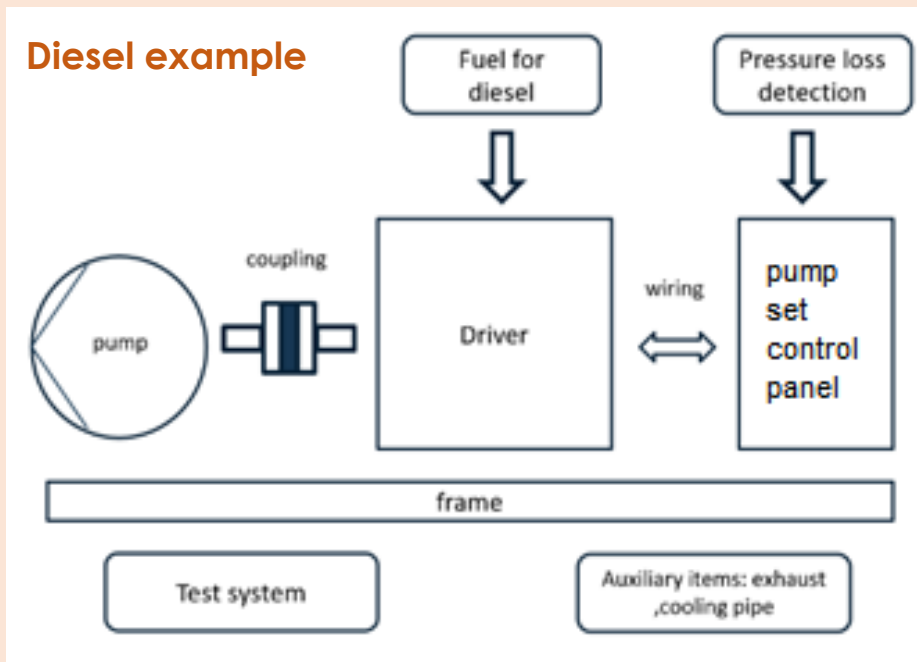 Diesel example
Fuel for
diesel
Pressure loss
detection
coupling
pump
Driver
wiring
pump
set
control
panel
frame
Test system
Auxiliary items: exhaust
,cooling pipe